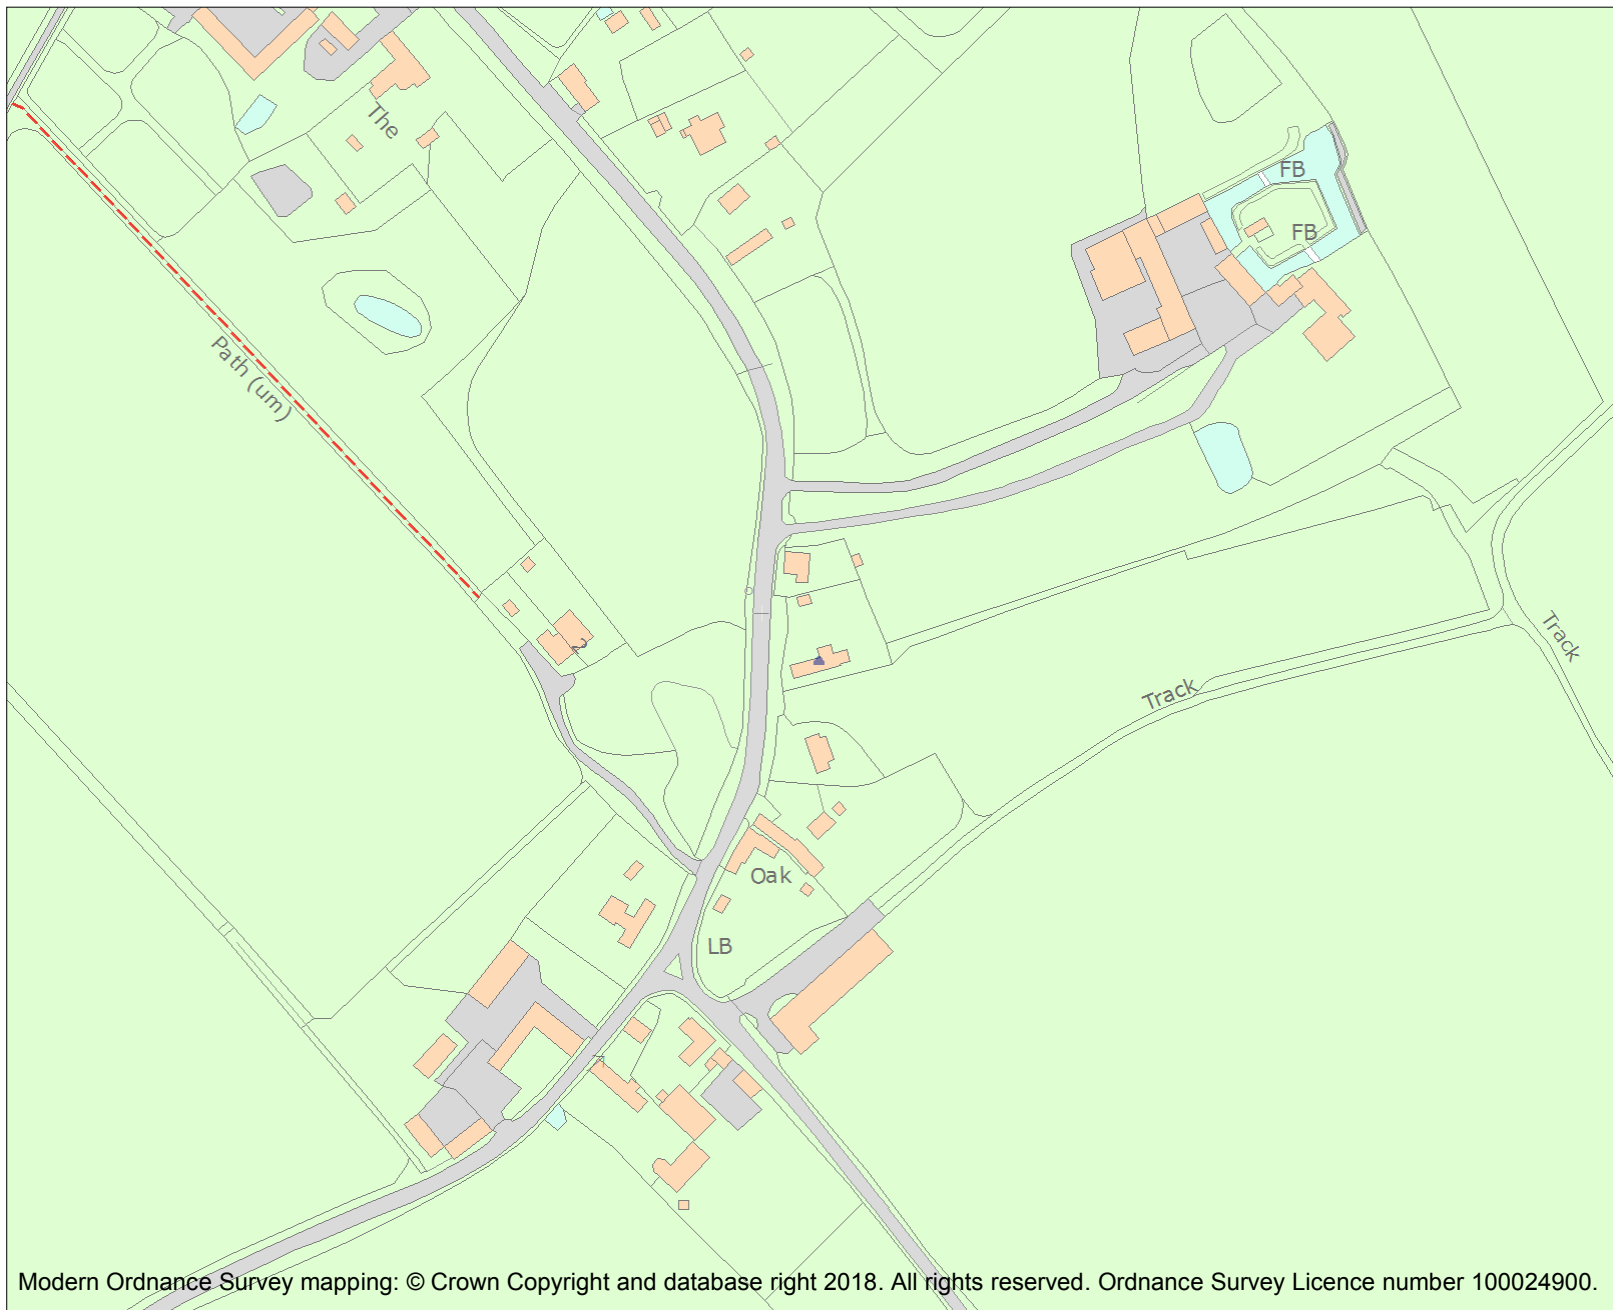 The
FB
FB
Path (um)
2
Track
Track
Oak
LB
Modern Ordnance Survey mapping: © Crown Copyright and database right 2018. All rights reserved. Ordnance Survey Licence number 100024900.